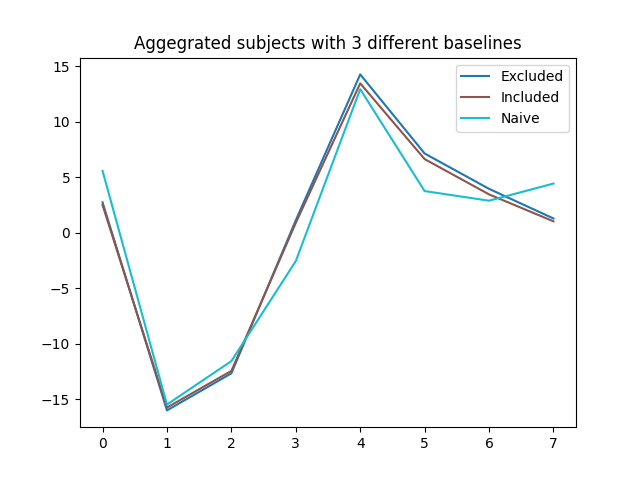 Aggegrated subjects with 3 different baselines
Excluded
Included
Naive
15
10
5
0
−5
−10
−15
0 1 2 3 4 5 6 7